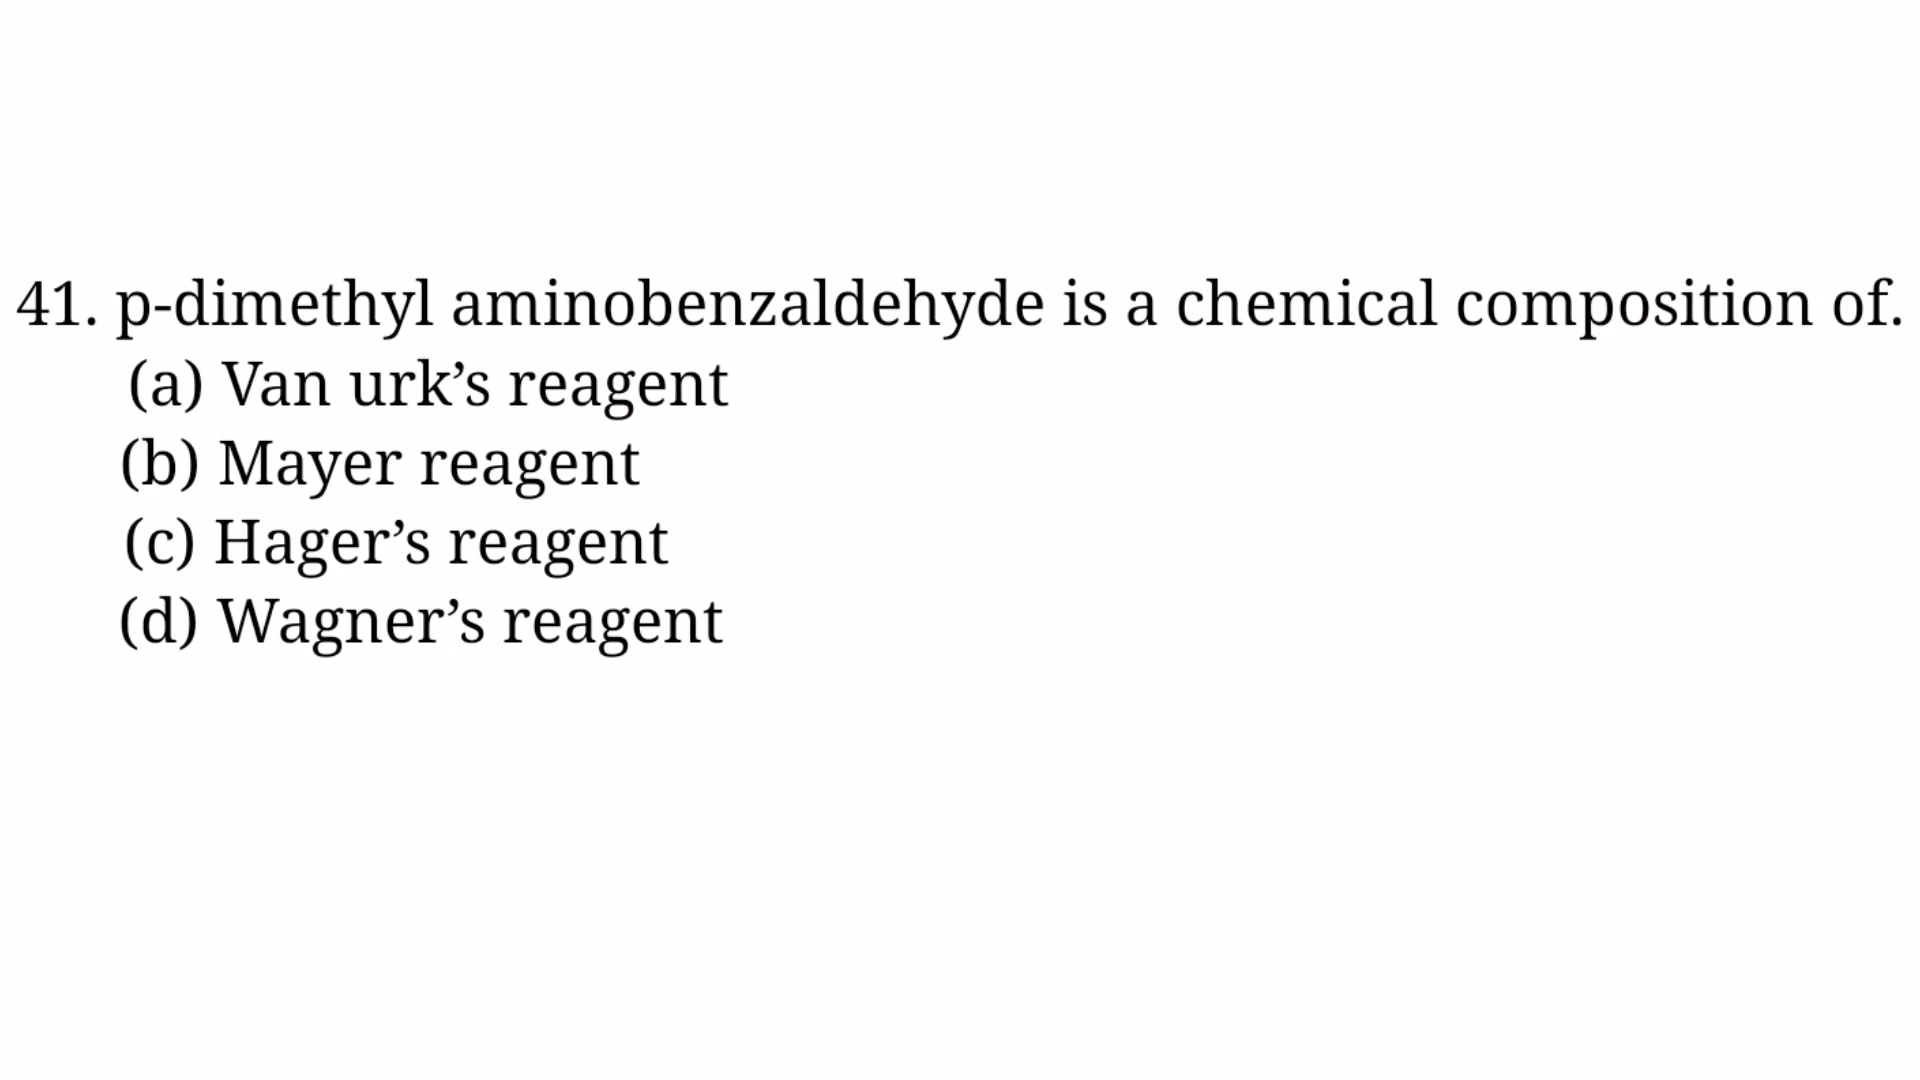 41. p-dimethyl aminobenzaldehyde is a chemical composition of.
(a) Van urk’s reagent
(b) Mayer reagent
(c) Hager’s reagent
(d) Wagner’s reagent